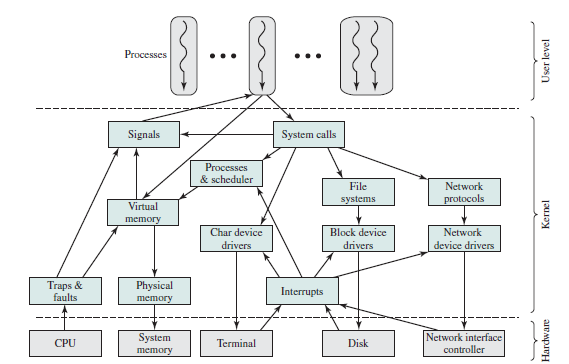 Processes
User level
Signals
System calls
Processes
& scheduler
File
systems
Network
protocols
Virtual
memory
Char device
drivers
Block device
drivers
Network
device drivers
Kernel
Traps &
faults
Physical
memory
Interrupts
CPU
System
memory
Terminal
Disk
Network interface
controller
Hardware